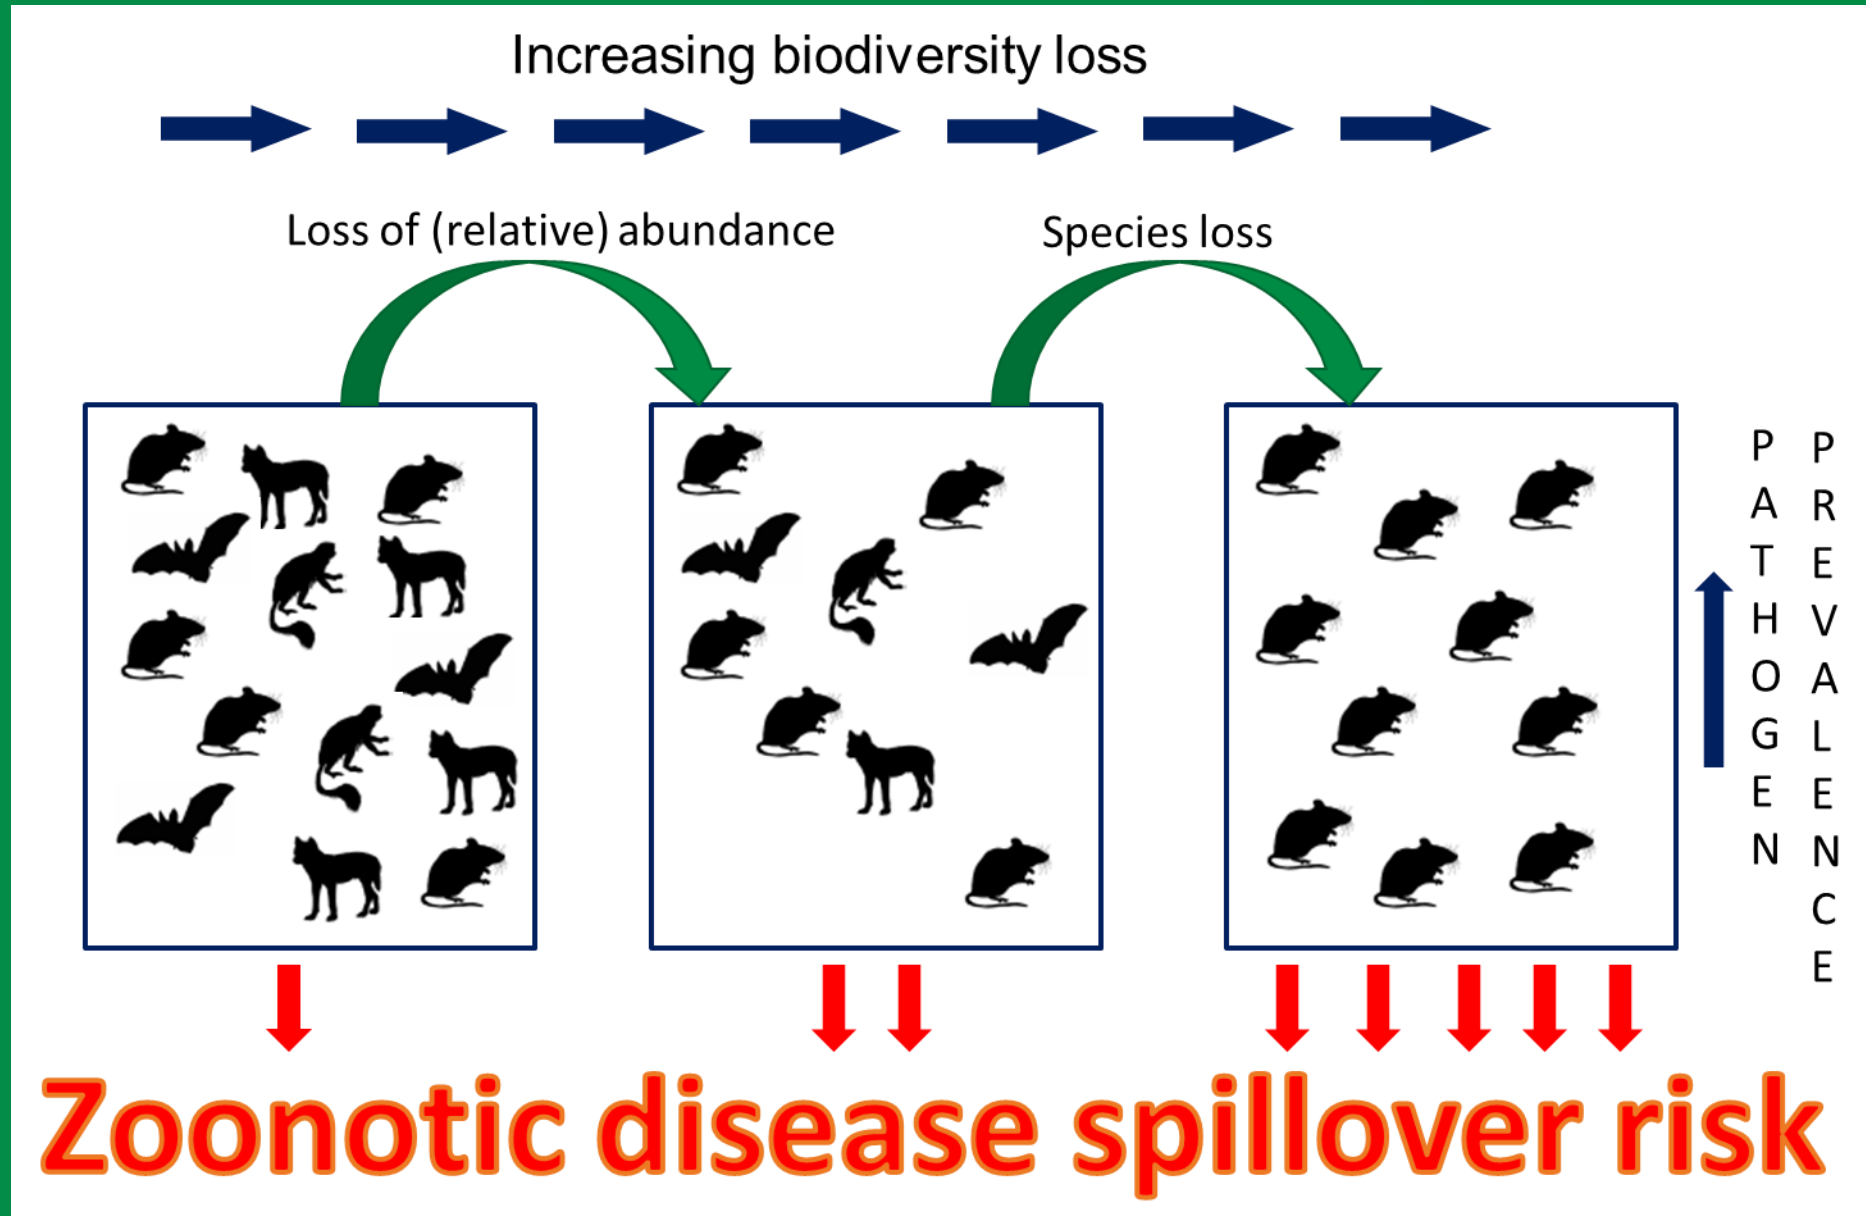 Increasing biodiversity loss
Loss of (relative) abundance
Species loss
PATHOGEN
PREVALENCE
Zoonotic disease spillover risk